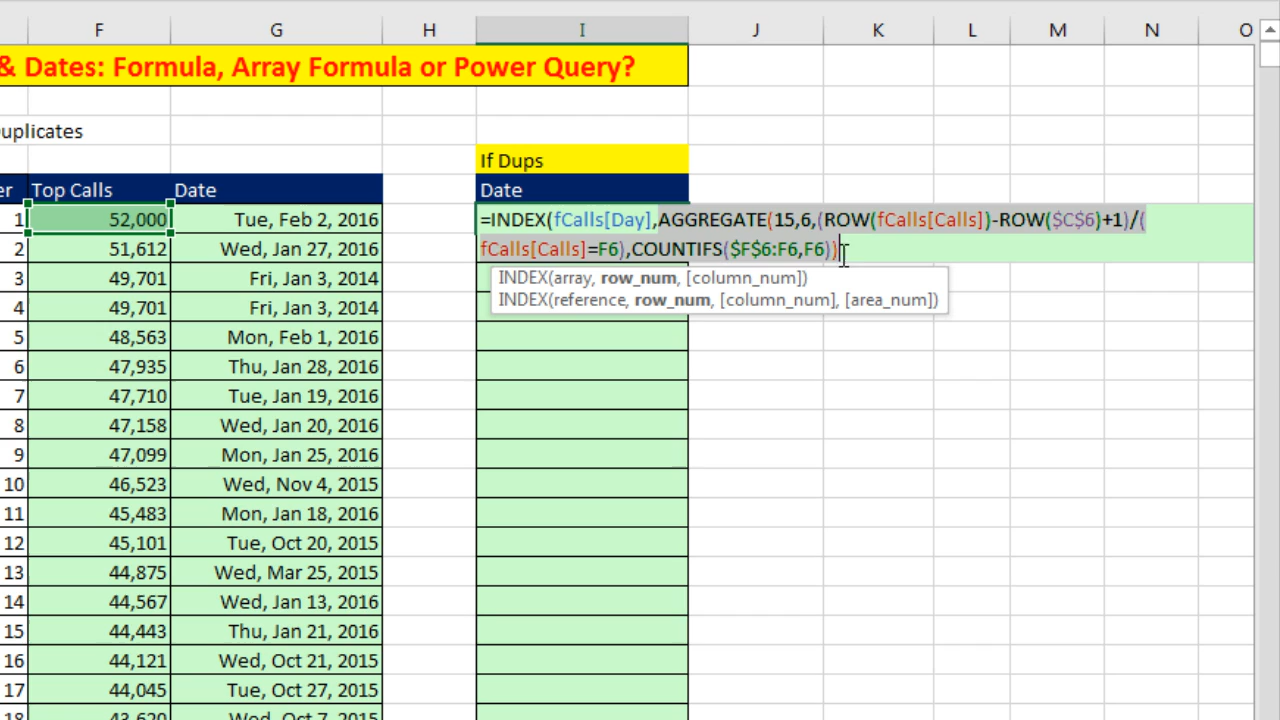 F G H I J K L M N O
& Dates: Formula, Array Formula or Power Query?
uplicates
If Dups
er Top Calls Date Date
1 52,000 Tue, Feb 2, 2016 =INDEX(fCalls[Day],AGGREGATE(15,6,(ROW(fCalls[Calls])-ROW($C$6)+1)/(
2 51,612 Wed, Jan 27, 2016 fCalls[Calls]=F6),COUNTIFS($F$6:F6,F6))
3 49,701 Fri, Jan 3, 2014 INDEX(array, row_num, [column_num])
4 49,701 Fri, Jan 3, 2014 INDEX(reference, row_num, [column_num], [area_num])
5 48,563 Mon, Feb 1, 2016
6 47,935 Thu, Jan 28, 2016
7 47,710 Tue, Jan 19, 2016
8 47,158 Wed, Jan 20, 2016
9 47,099 Mon, Jan 25, 2016
10 46,523 Wed, Nov 4, 2015
11 45,483 Mon, Jan 18, 2016
12 45,101 Tue, Oct 20, 2015
13 44,875 Wed, Mar 25, 2015
14 44,567 Wed, Jan 13, 2016
15 44,443 Thu, Jan 21, 2016
16 44,121 Wed, Oct 21, 2015
17 44,045 Tue, Oct 27, 2015
18 43,620 Wed, Oct 7, 2015